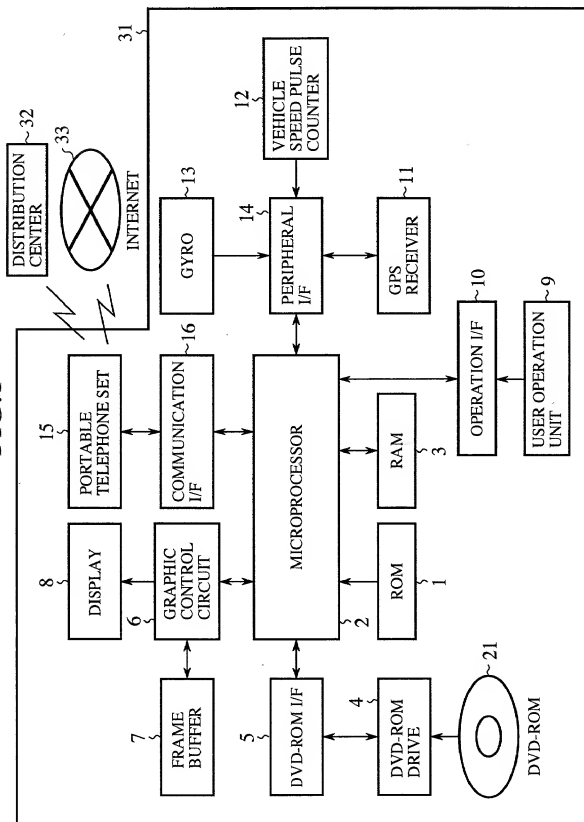 DISTRIBUTION
CENTER
32
33
INTERNET
31
15
PORTABLE
TELEPHONE SET
16
COMMUNICATION
I/F
13
GYRO
12
VEHICLE
SPEED PULSE
COUNTER
14
PERIPHERAL
I/F
11
GPS
RECEIVER
8
DISPLAY
6
GRAPHIC
CONTROL
CIRCUIT
7
FRAME
BUFFER
MICROPROCESSOR
2
5
DVD-ROM I/F
4
DVD-ROM
DRIVE
21
DVD-ROM
ROM
1
RAM
3
OPERATION I/F
10
USER OPERATION
UNIT
9